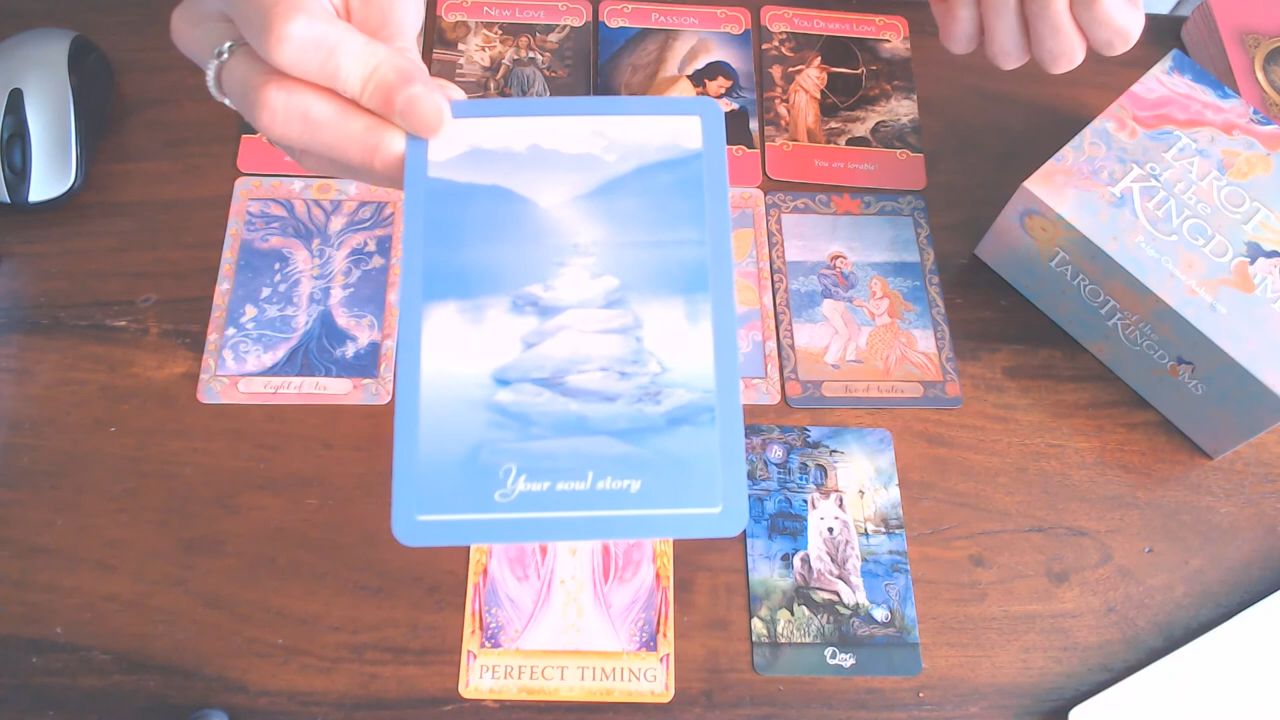 New Love
Passion
You Deserve Love
You are lovable!
TAROT
of the
KINGDOM
TAROT
of the
KINGDOMS
Eight of Air
Two of Water
Your soul story
18
Dog
PERFECT TIMING